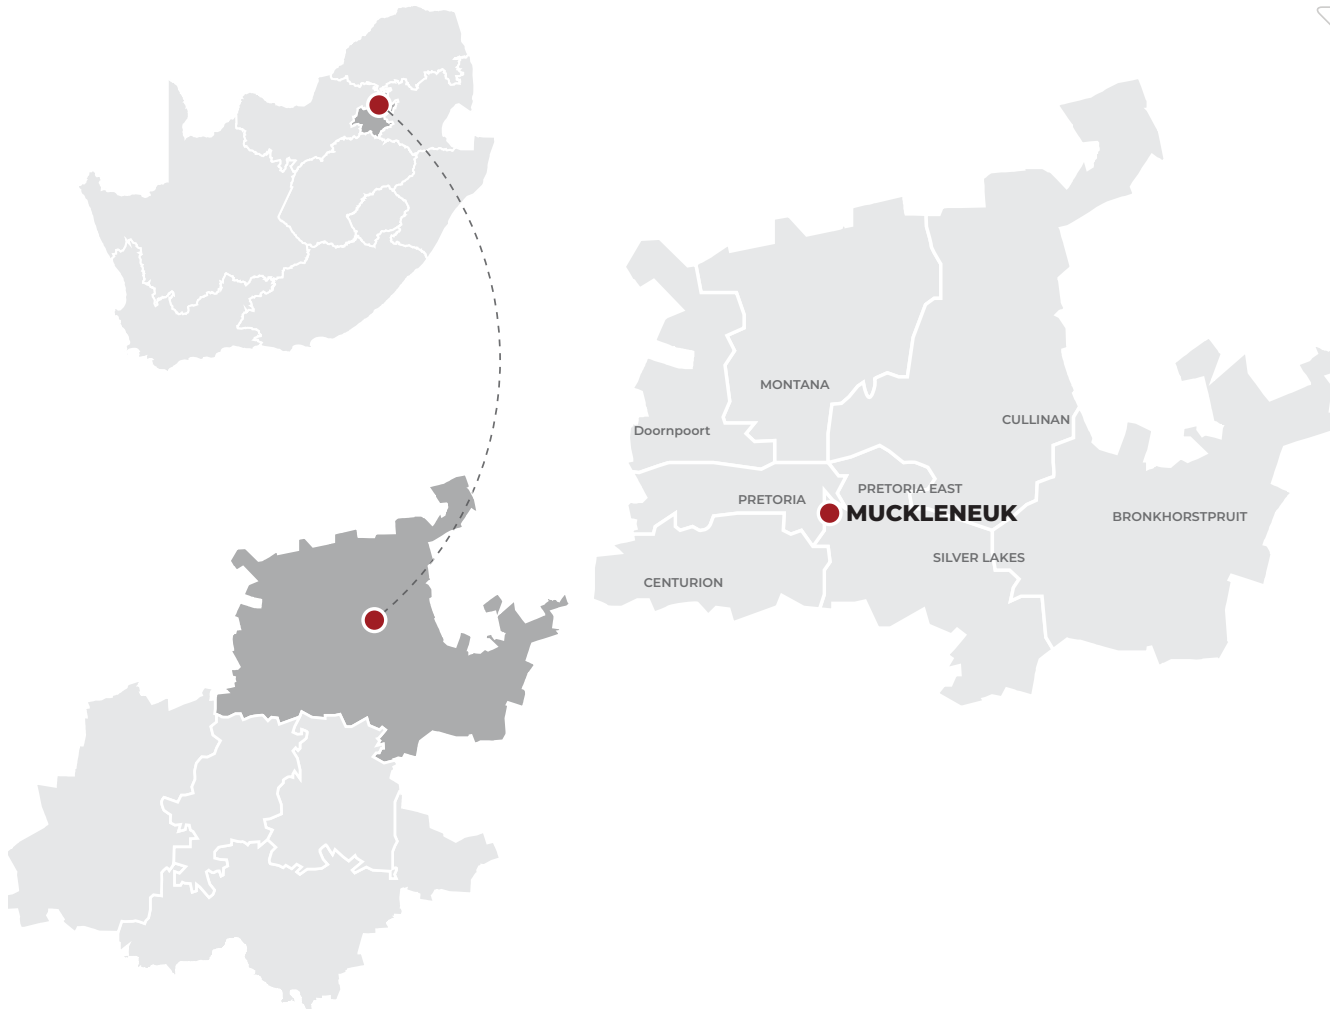 MONTANA
CULLINAN
Doornpoort
PRETORIA EAST
PRETORIA
MUCKLENEUK
BRONKHORSTPRUIT
SILVER LAKES
CENTURION